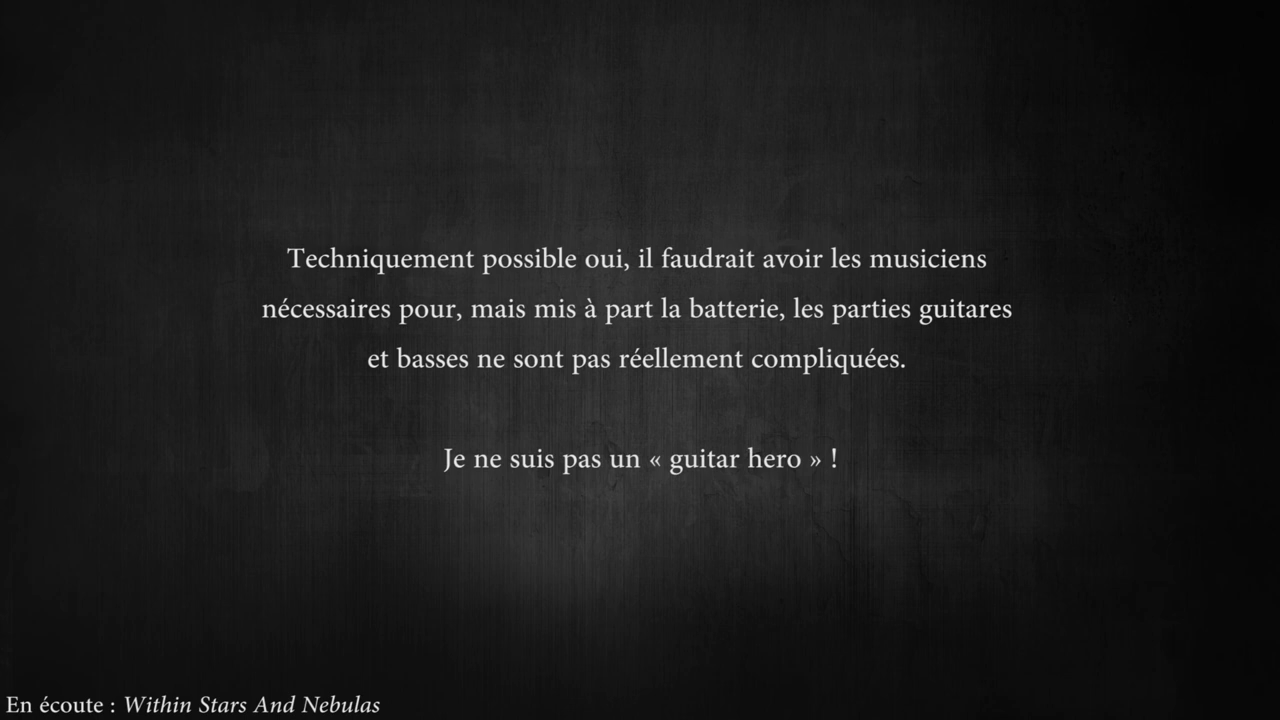 Techniquement possible oui, il faudrait avoir les musiciens
nécessaires pour, mais mis à part la batterie, les parties guitares
et basses ne sont pas réellement compliquées.
Je ne suis pas un « guitar hero » !
En écoute : Within Stars And Nebulas